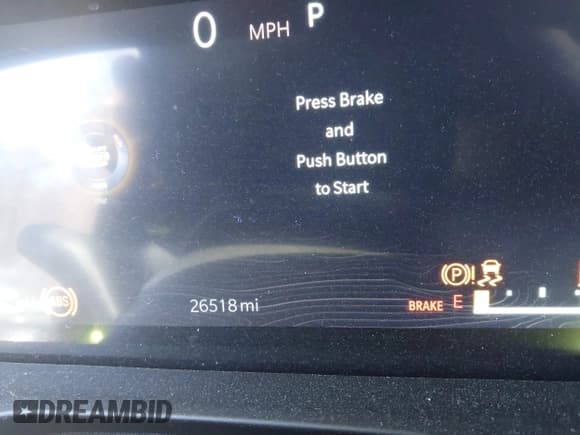 0 MPH P
Press Brake
and
Push Button
to Start
(P)!
ABS
26518 mi
BRAKE E
DREAMBID